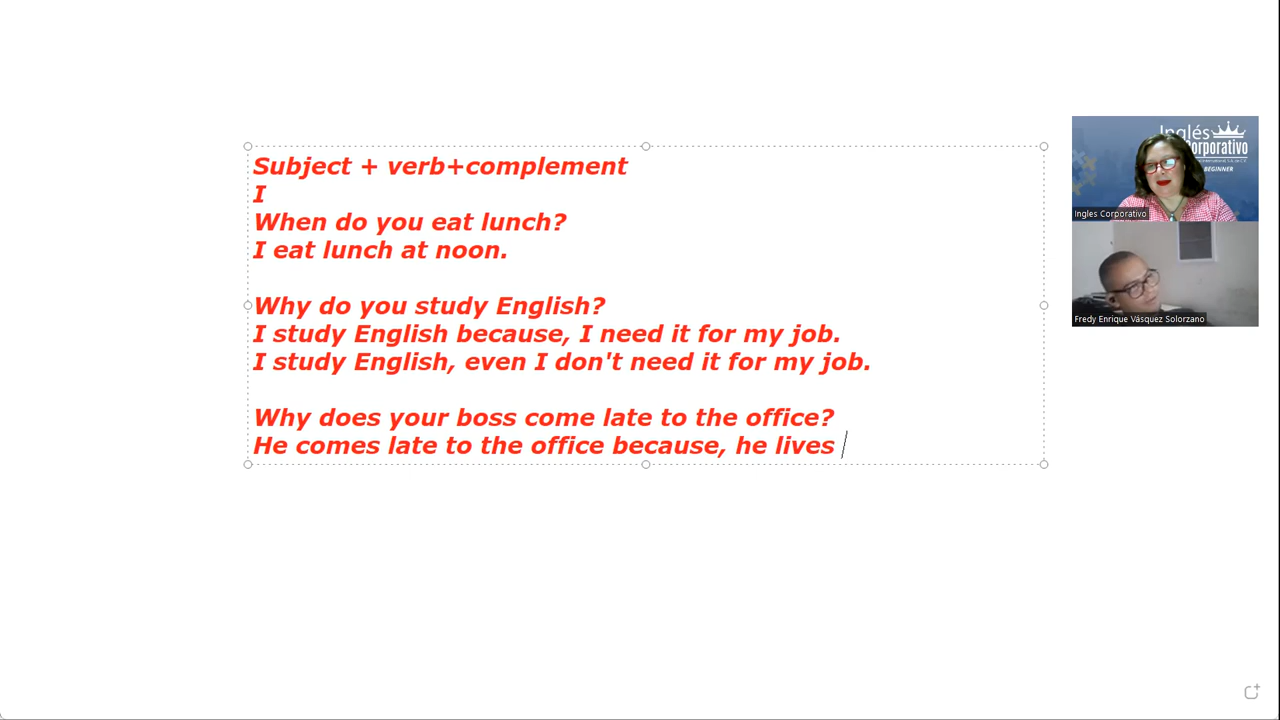 Subject + verb+complement
I
When do you eat lunch?
I eat lunch at noon.
Why do you study English?
I study English because, I need it for my job.
I study English, even I don't need it for my job.
Why does your boss come late to the office?
He comes late to the office because, he lives
Inglés
Corporativo
BEGINNER
Ingles Corporativo
Fredy Enrique Vásquez Solorzano